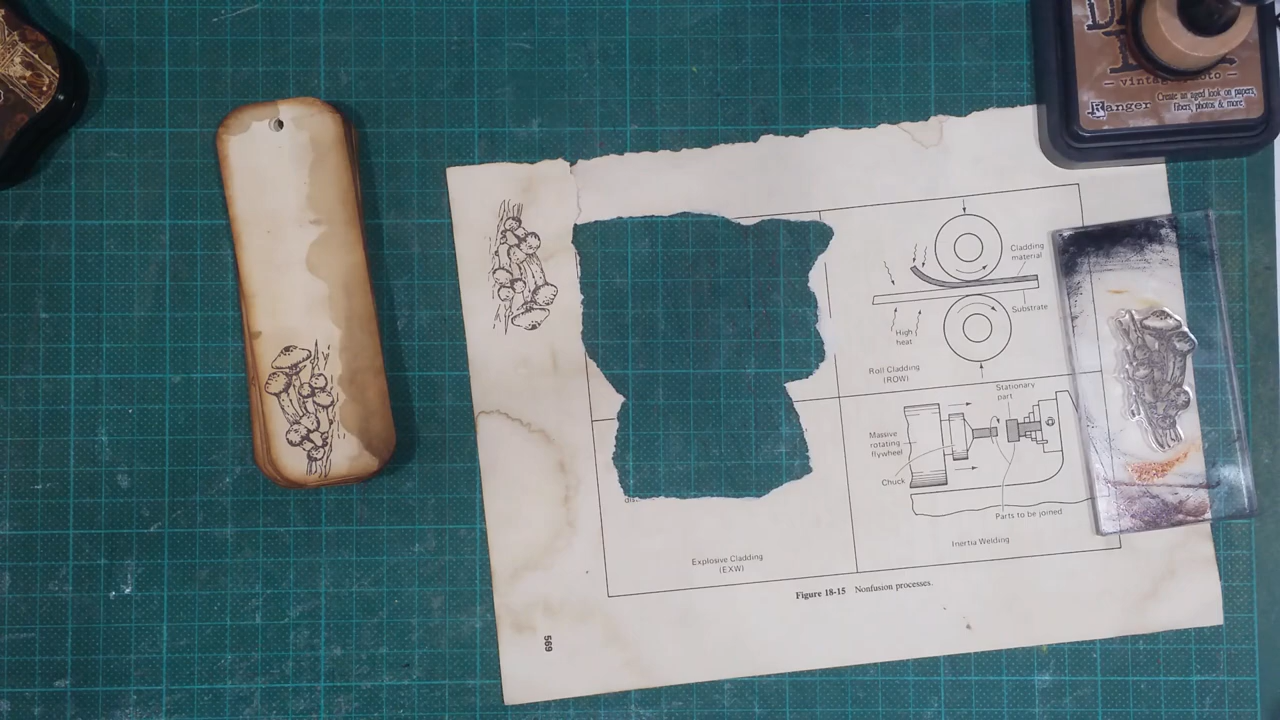 Ranger
Create an aged look on papers,
fibers, photos & more
Cladding
material
Substrate
High
heat
Roll Cladding
(ROW)
Stationary
part
Massive
rotating
flywheel
Chuck
Parts to be joined
Inertia Welding
Explosive Cladding
(EXW)
Figure 18-15 Nonfusion processes.
569